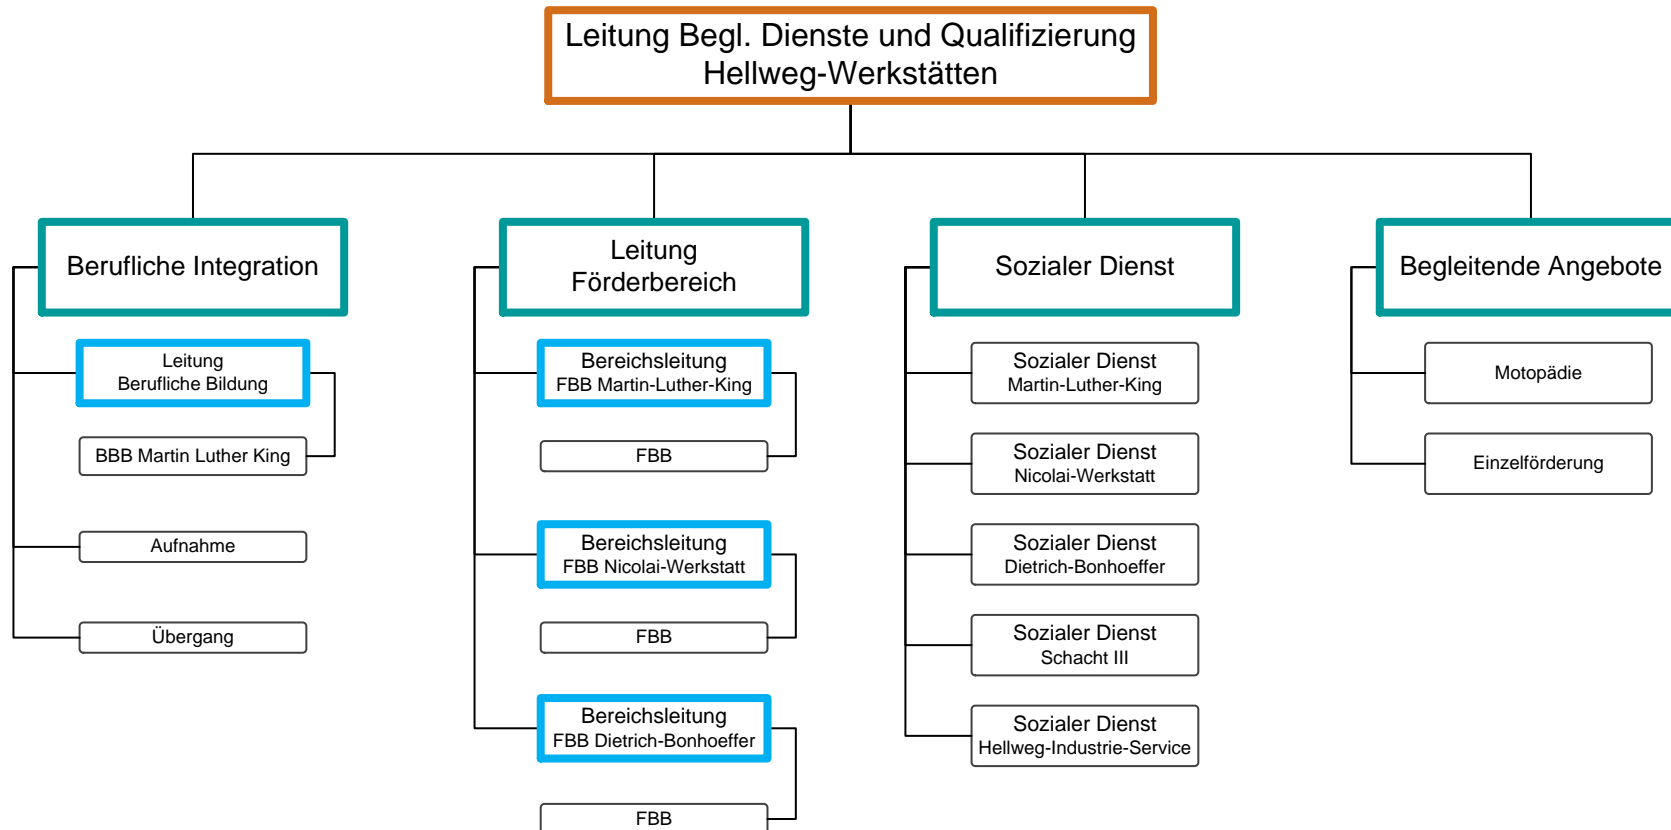 Leitung Begl. Dienste und Qualifizierung
Hellweg-Werkstätten
Berufliche Integration
Leitung
Berufliche Bildung
BBB Martin Luther King
Aufnahme
Übergang
Leitung
Förderbereich
Bereichsleitung
FBB Martin-Luther-King
FBB
Bereichsleitung
FBB Nicolai-Werkstatt
FBB
Bereichsleitung
FBB Dietrich-Bonhoeffer
FBB
Sozialer Dienst
Sozialer Dienst
Martin-Luther-King
Sozialer Dienst
Nicolai-Werkstatt
Sozialer Dienst
Dietrich-Bonhoeffer
Sozialer Dienst
Schacht III
Sozialer Dienst
Hellweg-Industrie-Service
Begleitende Angebote
Motopädie
Einzelförderung